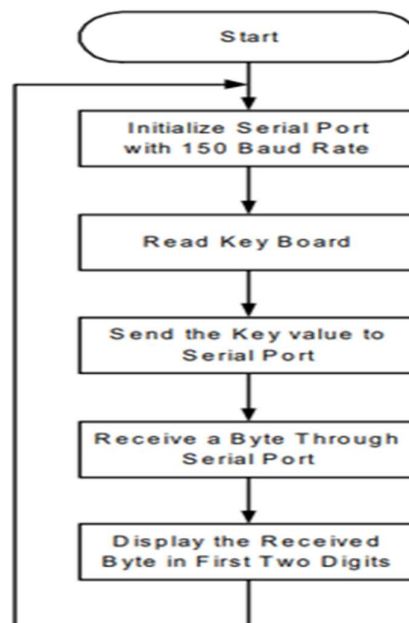 Start
Initialize Serial Port
with 150 Baud Rate
Read Key Board
Send the Key value to
Serial Port
Receive a Byte Through
Serial Port
Display the Received
Byte in First Two Digits